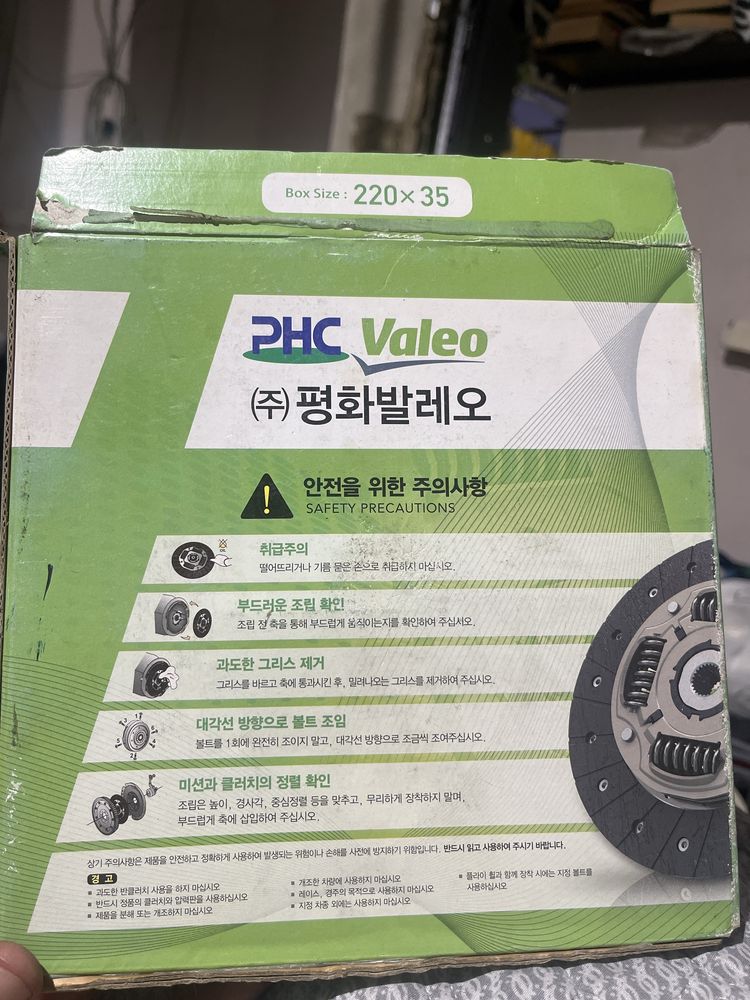 Box Size : 220×35
PHC Valeo
㈜평화발레오
안전을 위한 주의사항
SAFETY PRECAUTIONS
취급주의
떨어뜨리거나 기름 묻은 손으로 취급하지 마십시오.
부드러운 조립 확인
조립 전 축을 통해 부드럽게 움직이는지를 확인하여 주십서오.
과도한 그리스 제거
그리스를 바르고 축에 통과시킨 후, 밀려나오는 그리스를 제거하여 주십시오.
대각선 방향으로 볼트 조임
볼트를 1회에 완전히 조이지 말고, 대각선 방향으로 조금씩 조여주십시오.
미션과 클러치의 정렬 확인
조립은 높이, 경사각, 중심정렬 등을 맞추고, 무리하게 장착하지 말며,
부드럽게 축에 삽입하여 주십시오.
상기 주의사항은 제품을 안전하고 정확하게 사용하여 발생되는 위험이나 손해를 사전에 방지하기 위함입니다. 반드시 읽고 사용하여 주시기 바랍니다.
경 고
▪ 과도한 반클러치 사용을 하지 마십시오
▪ 반드시 정품의 클러치와 압력판을 사용하십시오
▪ 제품을 분해 또는 개조하지 마십시오
▪ 개조한 차량에 사용하지 마십시오
▪ 레이스, 경주의 목적으로 사용하지 마십시오
▪ 지정 차종 외에는 사용하지 마십시오
▪ 플라이 휠과 함께 장착 시에는 지정 볼트를
사용하십시오